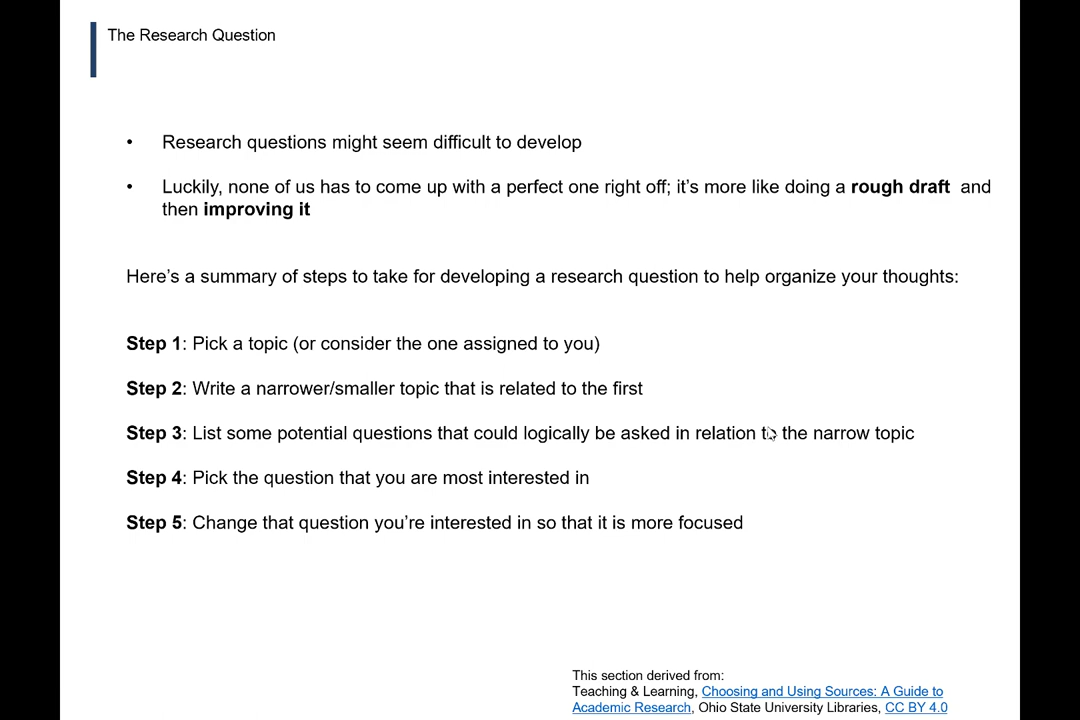 The Research Question
• Research questions might seem difficult to develop
• Luckily, none of us has to come up with a perfect one right off; it’s more like doing a rough draft and
then improving it
Here’s a summary of steps to take for developing a research question to help organize your thoughts:
Step 1: Pick a topic (or consider the one assigned to you)
Step 2: Write a narrower/smaller topic that is related to the first
Step 3: List some potential questions that could logically be asked in relation to the narrow topic
Step 4: Pick the question that you are most interested in
Step 5: Change that question you’re interested in so that it is more focused
This section derived from:
Teaching & Learning, Choosing and Using Sources: A Guide to
Academic Research, Ohio State University Libraries, CC BY 4.0